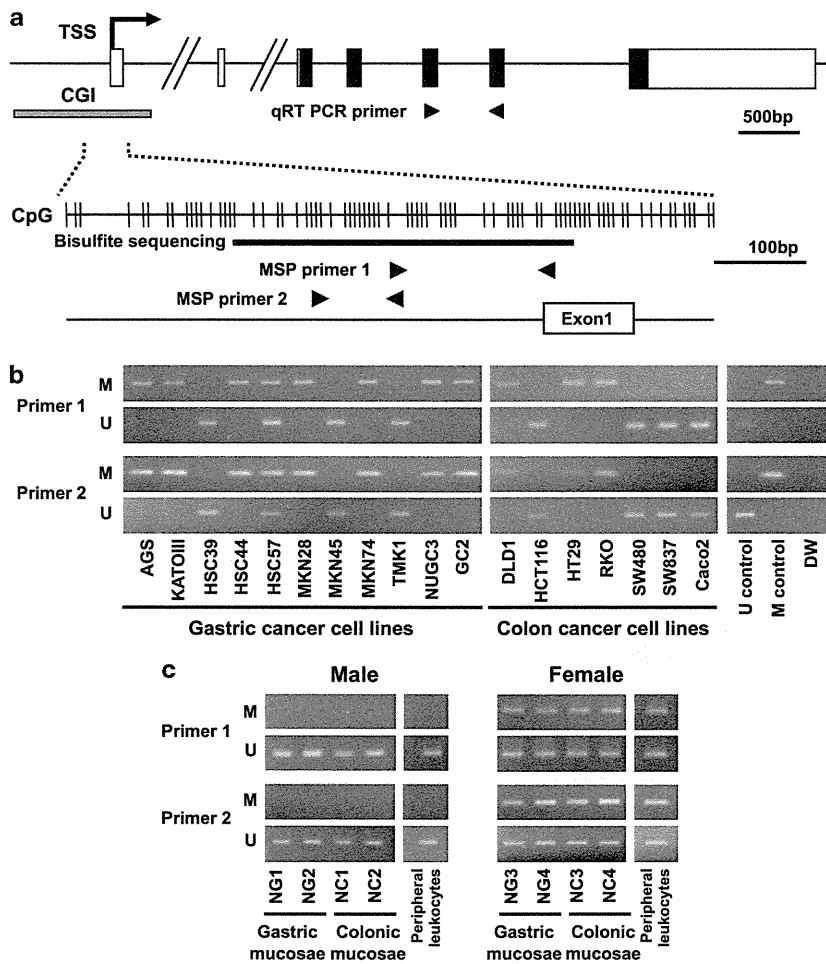 a
TSS
CGI
qRT PCR primer
500bp
CpG
Bisulfite sequencing
100bp
MSP primer 1
MSP primer 2
Exon1
b
Primer 1
M
U
Primer 2
M
U
AGS
KATOIII
HSC39
HSC44
HSC57
MKN28
MKN45
MKN74
TMK1
NUGC3
GC2
DLD1
HCT116
HT29
RKO
SW480
SW837
Caco2
U control
M control
DW
Gastric cancer cell lines
Colon cancer cell lines
c
Male
Female
Primer 1
M
U
Primer 2
M
U
NG1
NG2
NC1
NC2
Peripheral
leukocytes
NG3
NG4
NC3
NC4
Peripheral
leukocytes
Gastric
mucosae
Colonic
mucosae
Gastric
mucosae
Colonic
mucosae